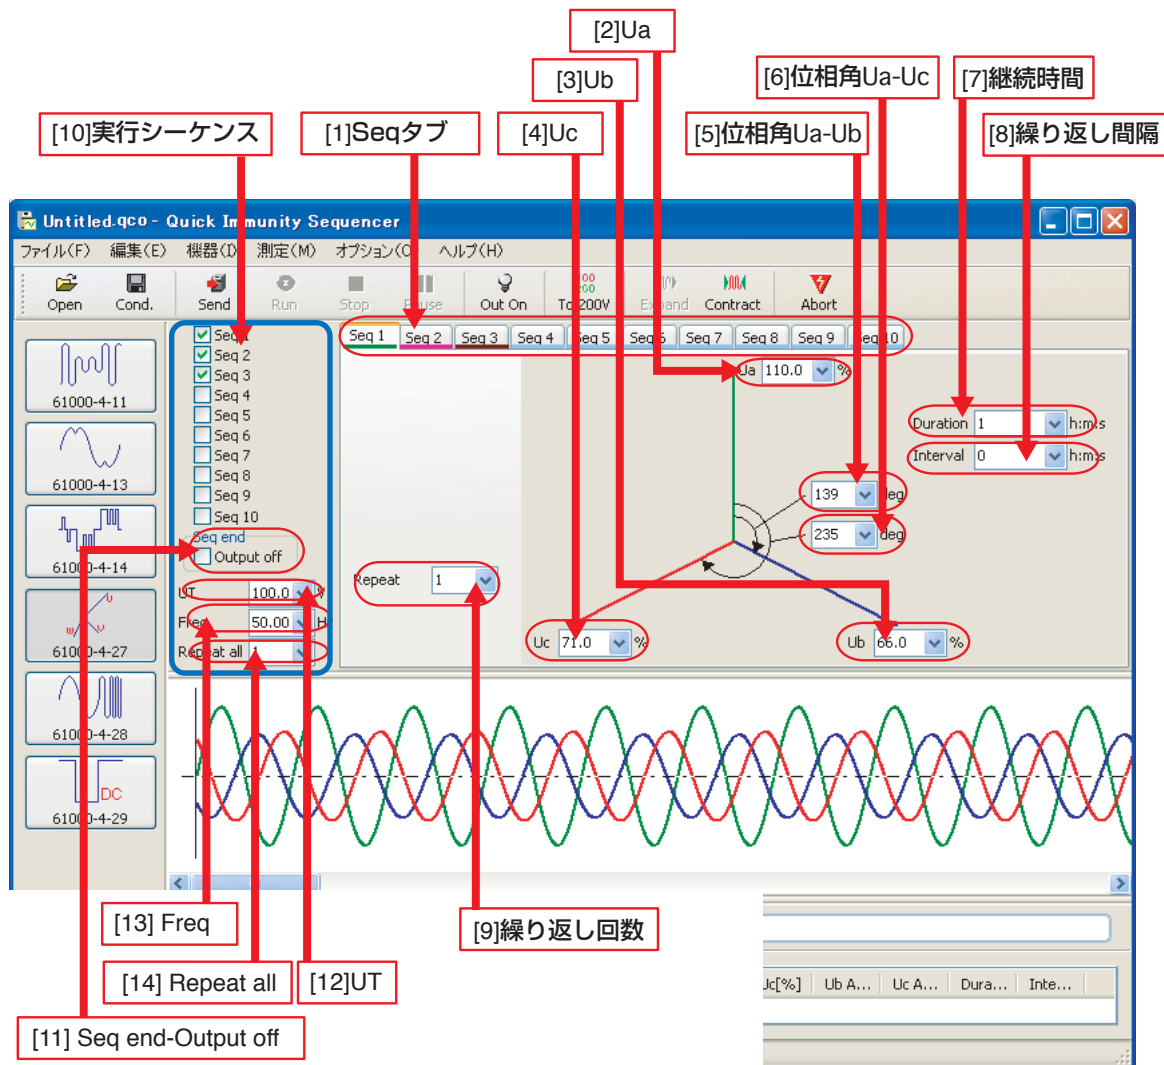 [2]Ua
[3]Ub
[6]位相角Ua-Uc
[7]継続時間
[10]実行シーケンス
[1]Seqタブ
[4]Uc
[5]位相角Ua-Ub
[8]繰り返し間隔
Untitled.qco - Quick Immunity Sequencer
ファイル(F) 編集(E) 機器(D) 測定(M) オプション(O) ヘルプ(H)
Open Cond. Send Run Stop Pause Out On To 200V Expand Contract Abort
61000-4-11
61000-4-13
61000-4-14
61000-4-27
61000-4-28
DC
61000-4-29
Seq 1
Seq 2
Seq 3
Seq 4
Seq 5
Seq 6
Seq 7
Seq 8
Seq 9
Seq 10
Seq end
Output off
UT 100.0 V
Freq 50.00 Hz
Repeat all 1
Seq 1 Seq 2 Seq 3 Seq 4 Seq 5 Seq 6 Seq 7 Seq 8 Seq 9 Seq 10
Ua 110.0 %
Duration 1 h:m:s
Interval 0 h:m:s
139 deg
235 deg
Repeat 1
Uc 71.0 %
Ub 66.0 %
[13] Freq
[9]繰り返し回数
[14] Repeat all
[12]UT
[11] Seq end-Output off
Uc[%] Ub A... Uc A... Dura... Inte...